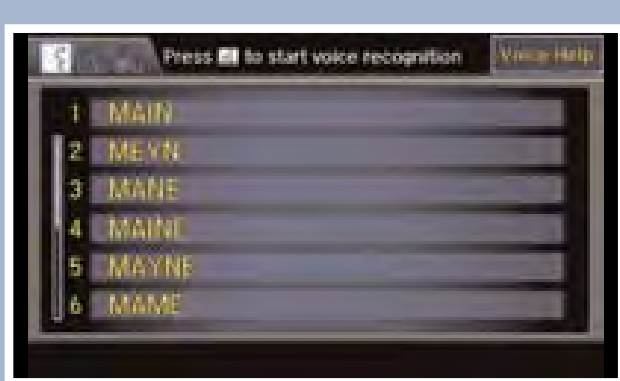 Press to start voice recognition
Voice Help
1 MAIN
2 MEYN
3 MANE
4 MAINE
5 MAYNE
6 MAME